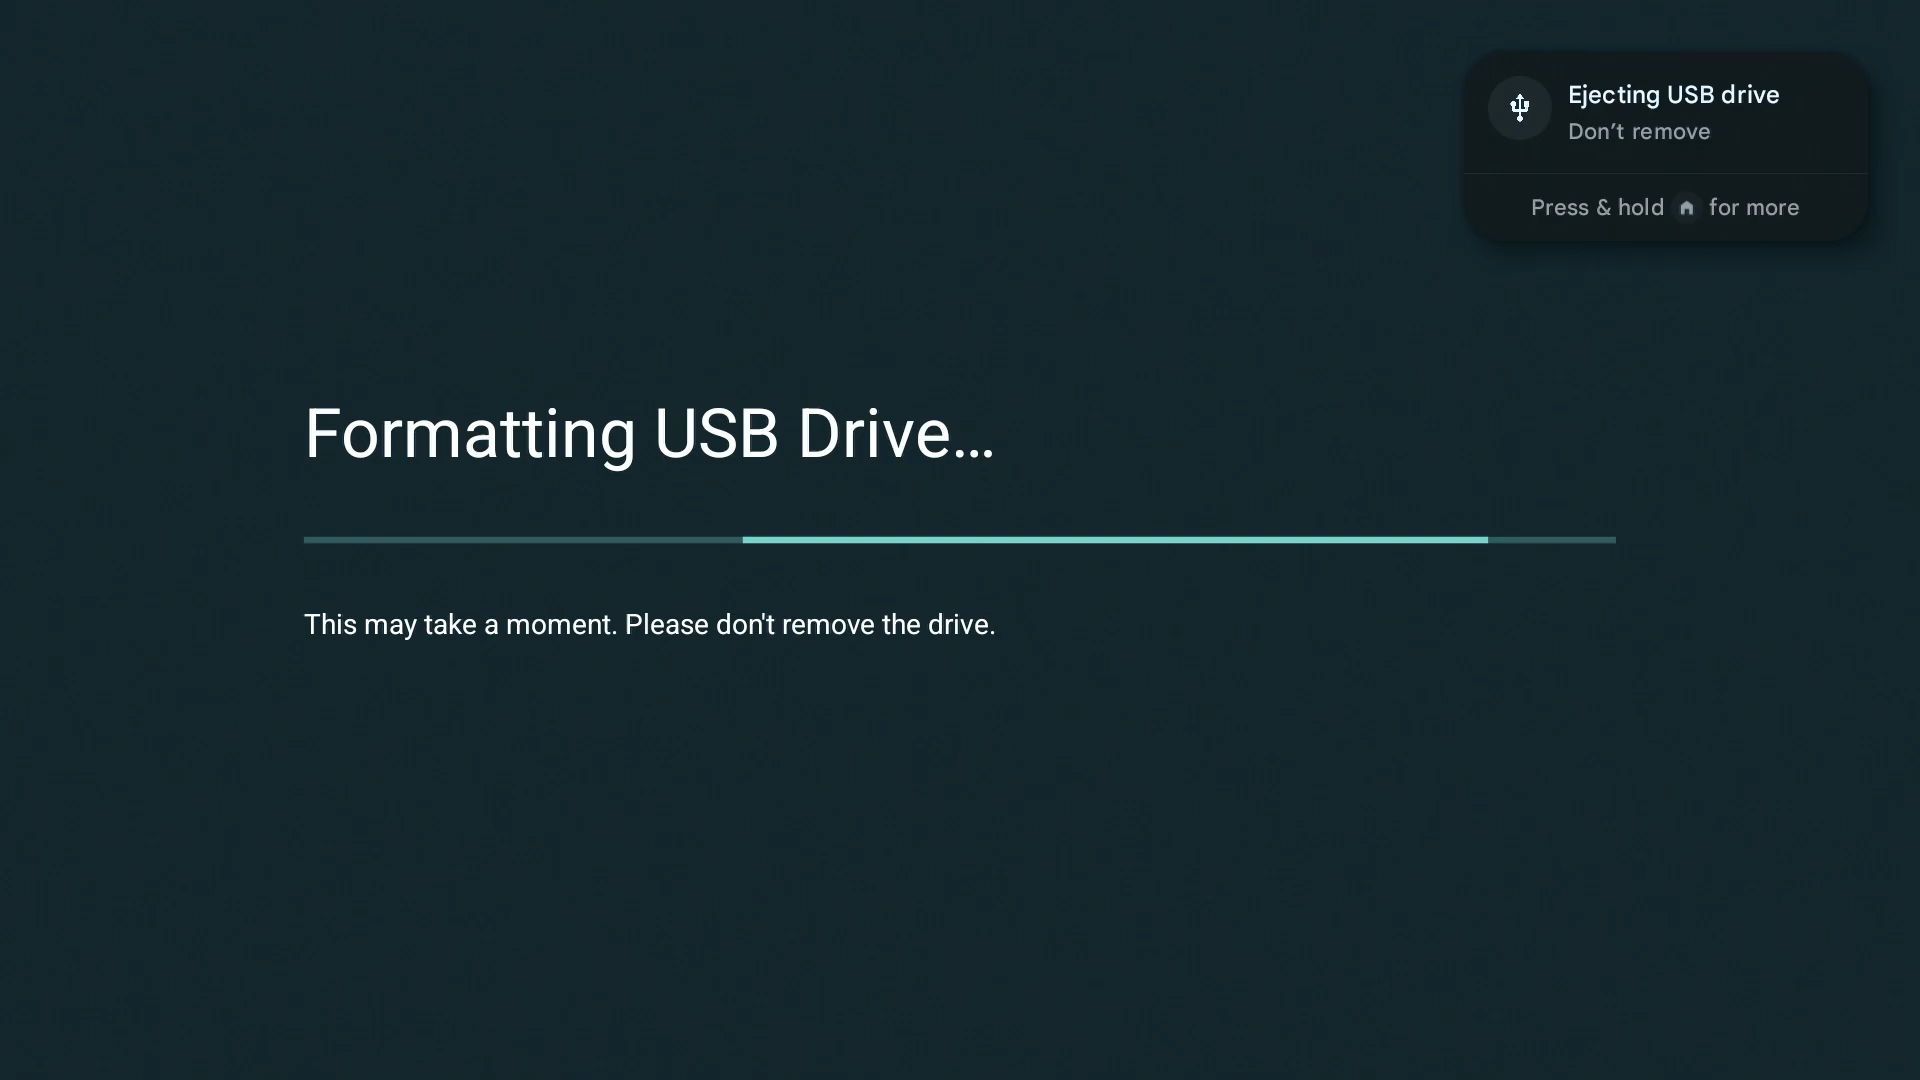 Ejecting USB drive
Don’t remove
Press & hold for more
Formatting USB Drive…
This may take a moment. Please don't remove the drive.